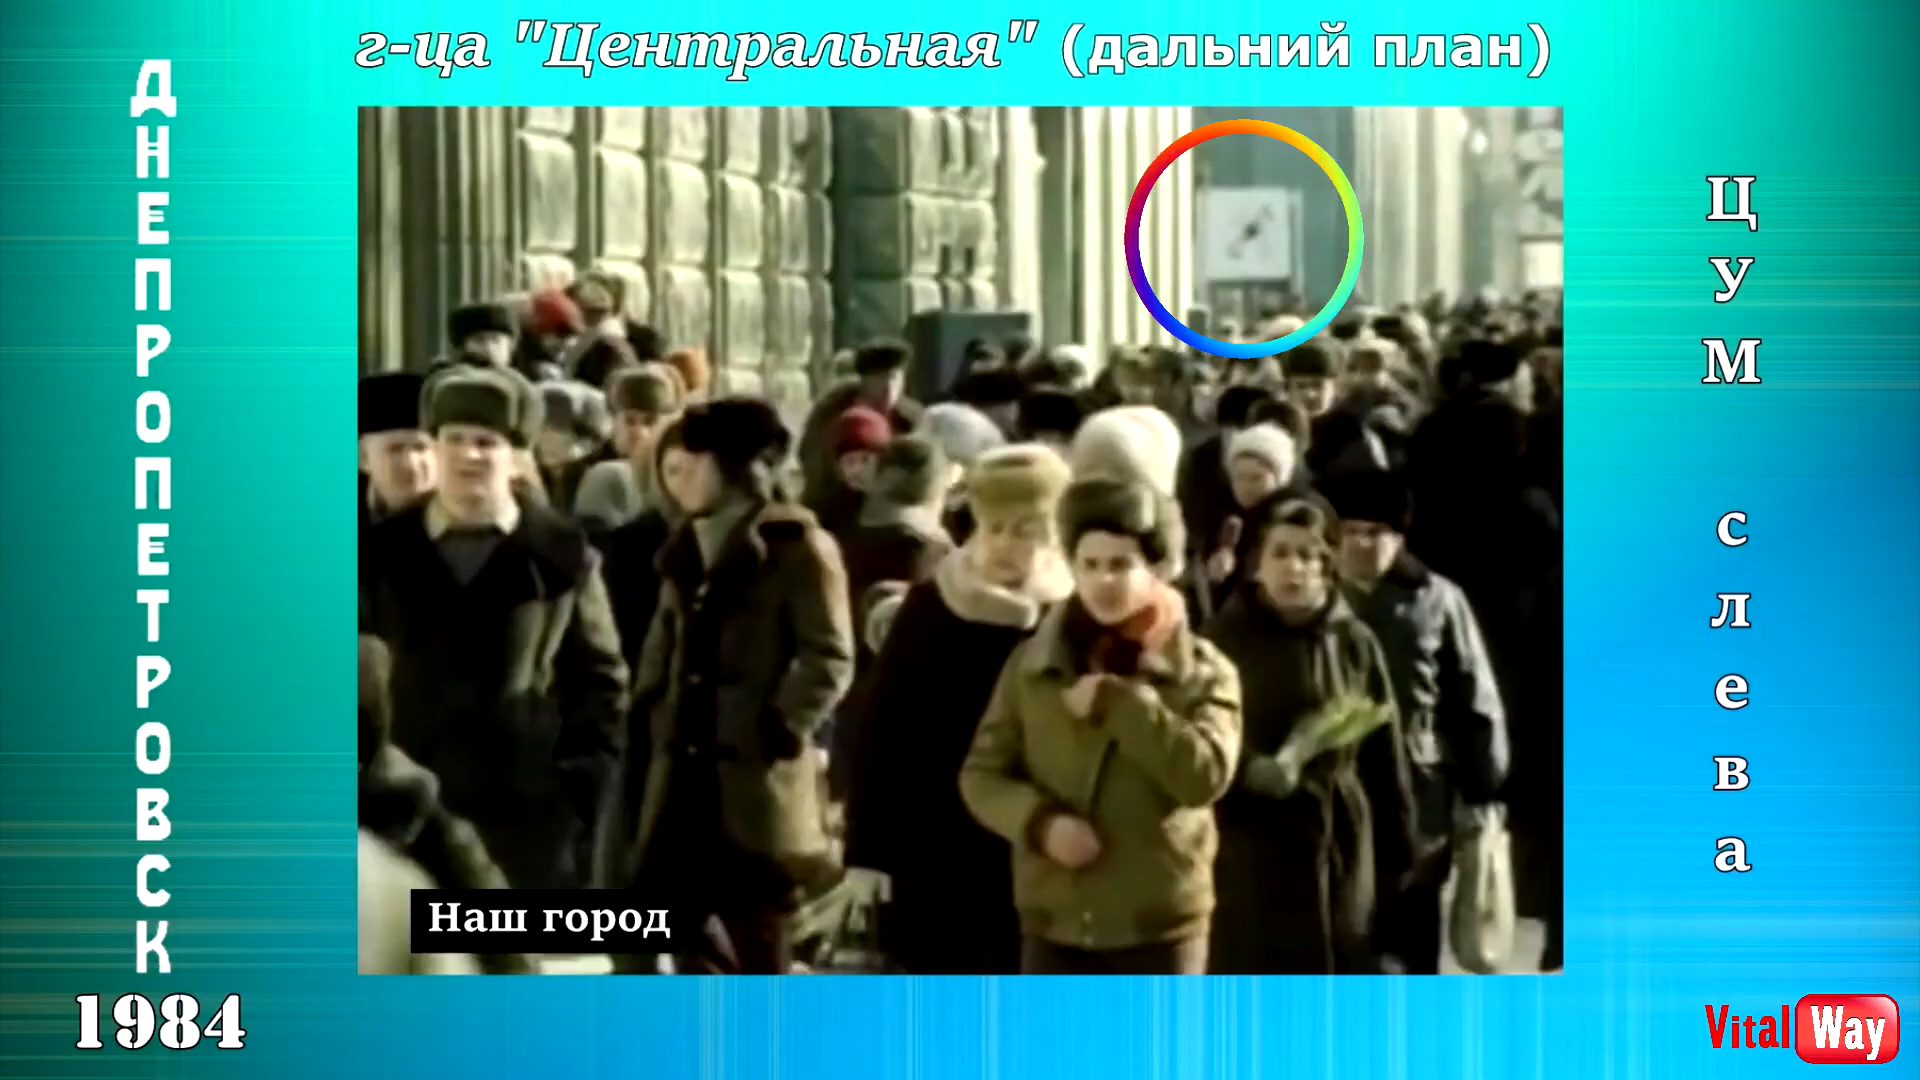 г-ца "Центральная" (дальний план)
ДНЕПРОПЕТРОВСК
1984
ЦУМ слева
Наш город
Vital Way